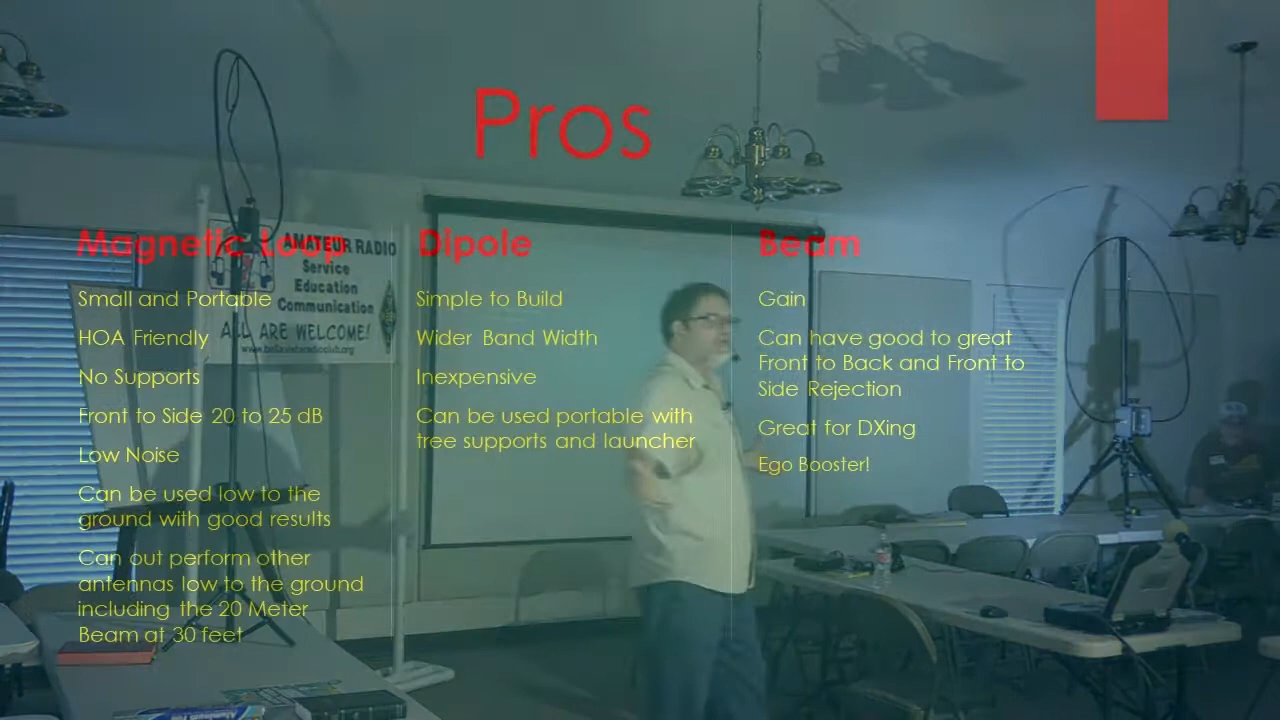 Pros
Magnetic Loop
Small and Portable
HOA Friendly
No Supports
Front to Side 20 to 25 dB
Low Noise
Can be used low to the
ground with good results
Can out perform other
antennas low to the ground
including the 20 Meter
Beam at 30 feet
Dipole
Simple to Build
Wider Band Width
Inexpensive
Can be used portable with
tree supports and launcher
Beam
Gain
Can have good to great
Front to Back and Front to
Side Rejection
Great for DXing
Ego Booster!
AMATEUR RADIO
Service
Education
Communication
ALL ARE WELCOME!